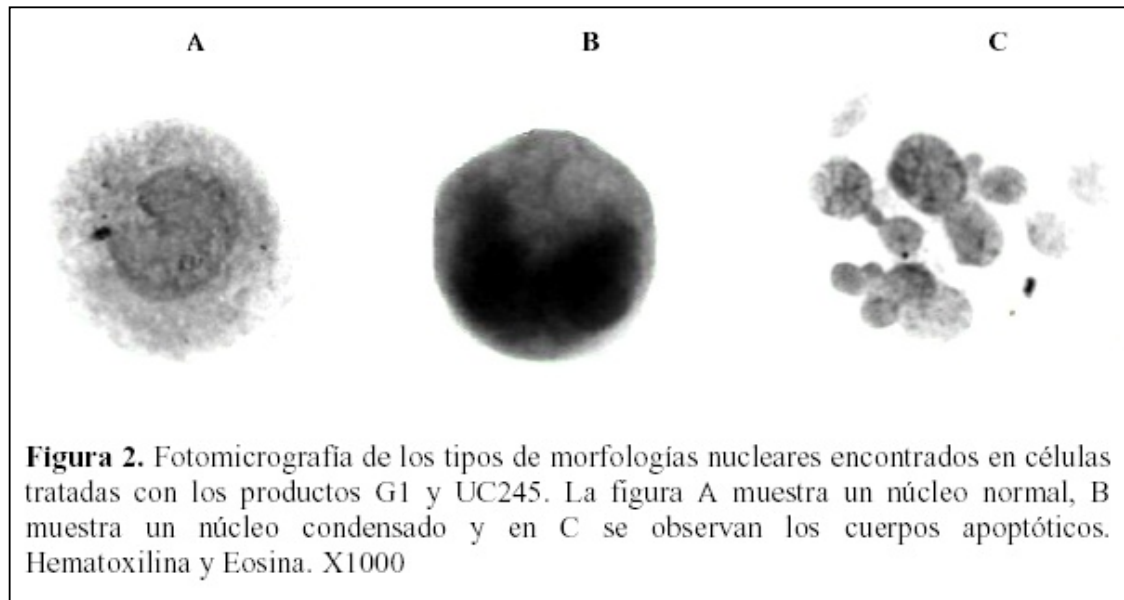 A B C
Figura 2. Fotomicrografía de los tipos de morfologías nucleares encontrados en células
tratadas con los productos G1 y UC245. La figura A muestra un núcleo normal, B
muestra un núcleo condensado y en C se observan los cuerpos apoptóticos.
Hematoxilina y Eosina. X1000